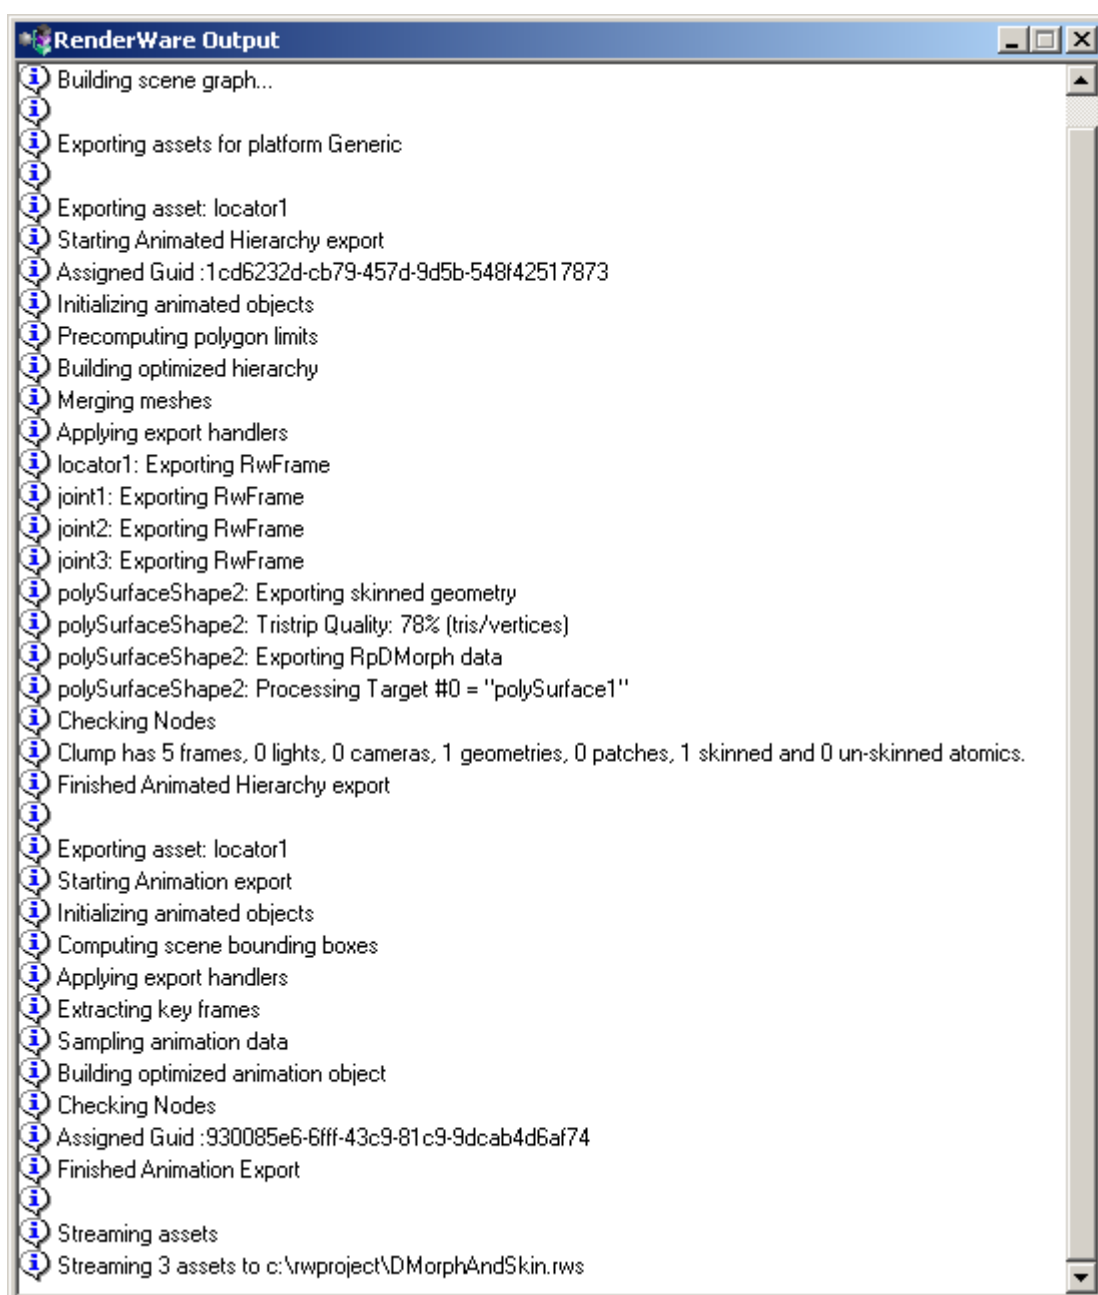 RenderWare Output
Building scene graph...
Exporting assets for platform Generic
Exporting asset: locator1
Starting Animated Hierarchy export
Assigned Guid :1cd6232d-cb79-457d-9d5b-548f42517873
Initializing animated objects
Precomputing polygon limits
Building optimized hierarchy
Merging meshes
Applying export handlers
locator1: Exporting RwFrame
joint1: Exporting RwFrame
joint2: Exporting RwFrame
joint3: Exporting RwFrame
polySurfaceShape2: Exporting skinned geometry
polySurfaceShape2: Tristrip Quality: 78% (tris/vertices)
polySurfaceShape2: Exporting RpDMorph data
polySurfaceShape2: Processing Target #0 = "polySurface1"
Checking Nodes
Clump has 5 frames, 0 lights, 0 cameras, 1 geometries, 0 patches, 1 skinned and 0 un-skinned atomics.
Finished Animated Hierarchy export
Exporting asset: locator1
Starting Animation export
Initializing animated objects
Computing scene bounding boxes
Applying export handlers
Extracting key frames
Sampling animation data
Building optimized animation object
Checking Nodes
Assigned Guid :930085e6-6fff-43c9-81c9-9dcab4d6af74
Finished Animation Export
Streaming assets
Streaming 3 assets to c:\rwproject\DMorphAndSkin.rws